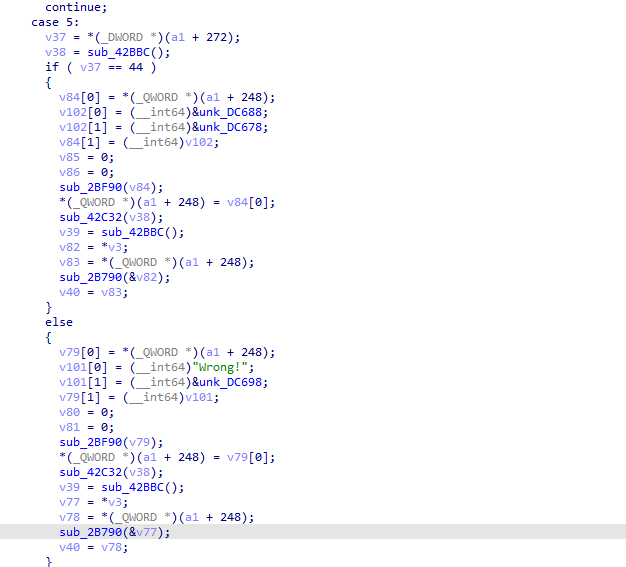 continue;
case 5:
v37 = *(_DWORD *)(a1 + 272);
v38 = sub_42BBC();
if ( v37 == 44 )
{
v84[0] = *(_QWORD *)(a1 + 248);
v102[0] = (__int64)&unk_DC688;
v102[1] = (__int64)&unk_DC678;
v84[1] = (__int64)v102;
v85 = 0;
v86 = 0;
sub_2BF90(v84);
*(_QWORD *)(a1 + 248) = v84[0];
sub_42C32(v38);
v39 = sub_42BBC();
v82 = *v3;
v83 = *(_QWORD *)(a1 + 248);
sub_2B790(&v82);
v40 = v83;
}
else
{
v79[0] = *(_QWORD *)(a1 + 248);
v101[0] = (__int64)"Wrong!";
v101[1] = (__int64)&unk_DC698;
v79[1] = (__int64)v101;
v80 = 0;
v81 = 0;
sub_2BF90(v79);
*(_QWORD *)(a1 + 248) = v79[0];
sub_42C32(v38);
v39 = sub_42BBC();
v77 = *v3;
v78 = *(_QWORD *)(a1 + 248);
sub_2B790(&v77);
v40 = v78;
}